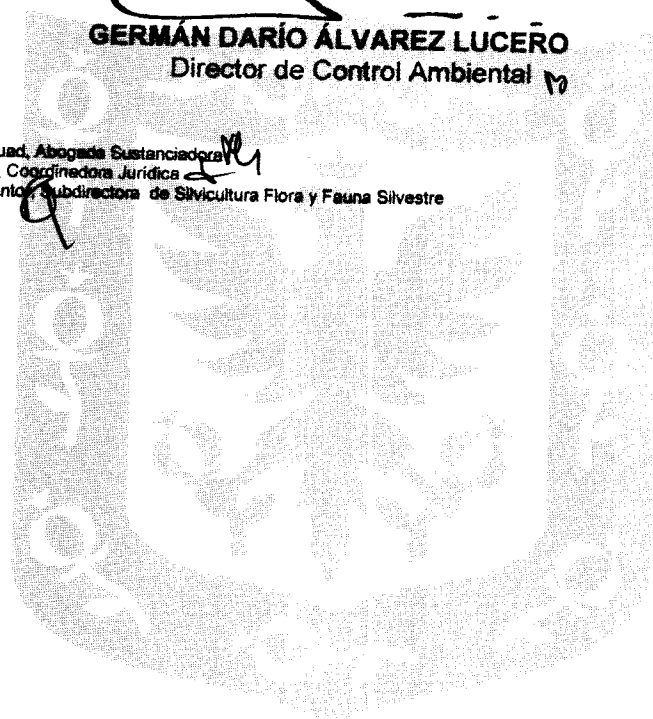 GERMÁN DARÍO ÁLVAREZ LUCERO
Director de Control Ambiental
Abogada Sustanciadora
Coordinadora Jurídica
Subdirectora de Silvicultura Flora y Fauna Silvestre